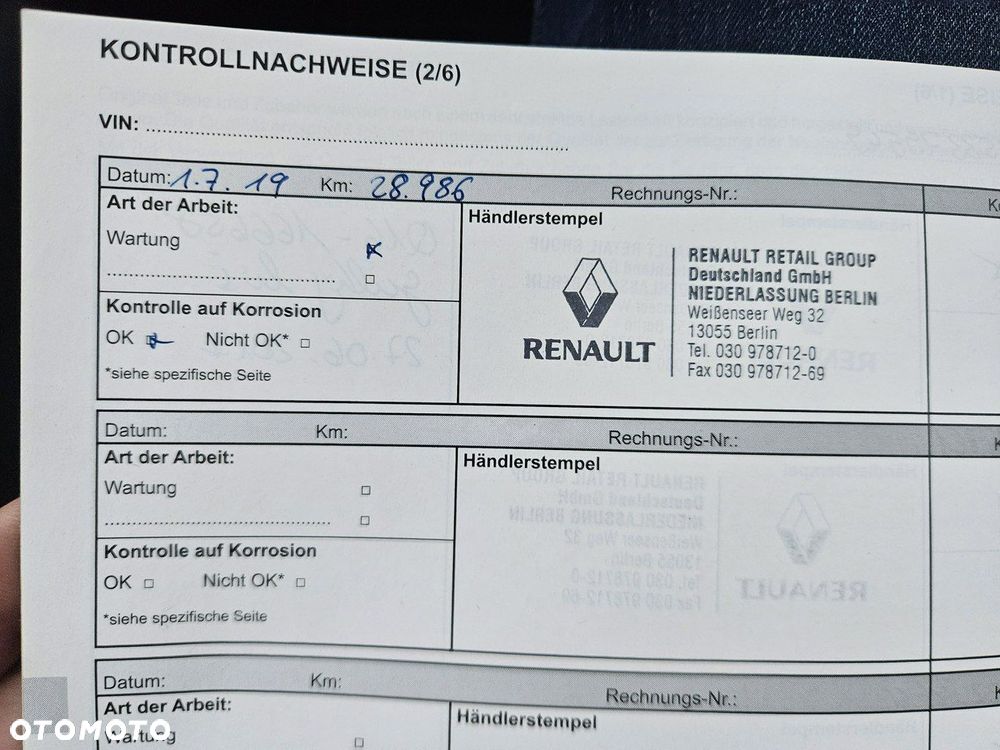 KONTROLLNACHWEISE (2/6)
VIN: ..........................................................................
Datum: 1.7.19 Km: 28.986 Rechnungs-Nr.:
Art der Arbeit:
Wartung
Händlerstempel
RENAULT RETAIL GROUP
Deutschland GmbH
NIEDERLASSUNG BERLIN
Weißenseer Weg 32
13055 Berlin
Tel. 030 978712-0
Fax 030 978712-69
RENAULT
Kontrolle auf Korrosion
OK Nicht OK*
*siehe spezifische Seite
Datum: Km: Rechnungs-Nr.:
Art der Arbeit:
Wartung
Händlerstempel
Kontrolle auf Korrosion
OK Nicht OK*
*siehe spezifische Seite
Datum: Km: Rechnungs-Nr.:
Art der Arbeit:
Wartung
Händlerstempel
OTOMOTO